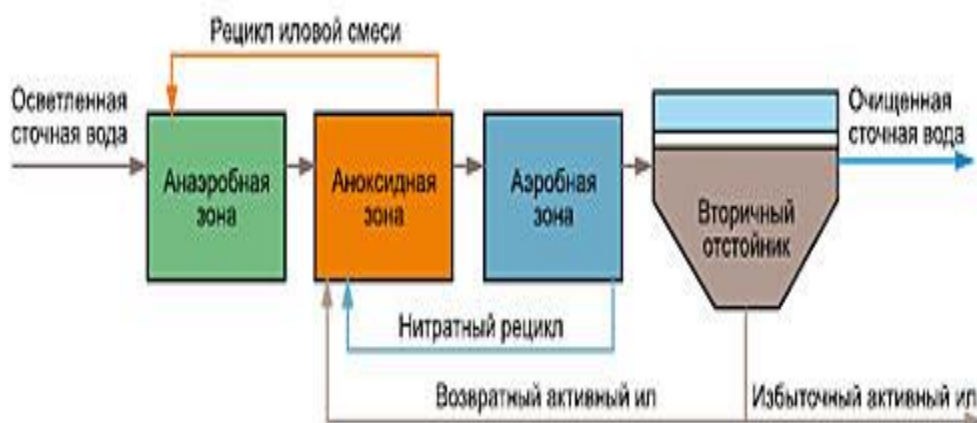 Рецикл иловой смеси
Осветленная
сточная вода
Очищенная
сточная вода
Анаэробная
зона
Аноксидная
зона
Аэробная
зона
Вторичный
отстойник
Нитратный рецикл
Возвратный активный ил
Избыточный активный ил